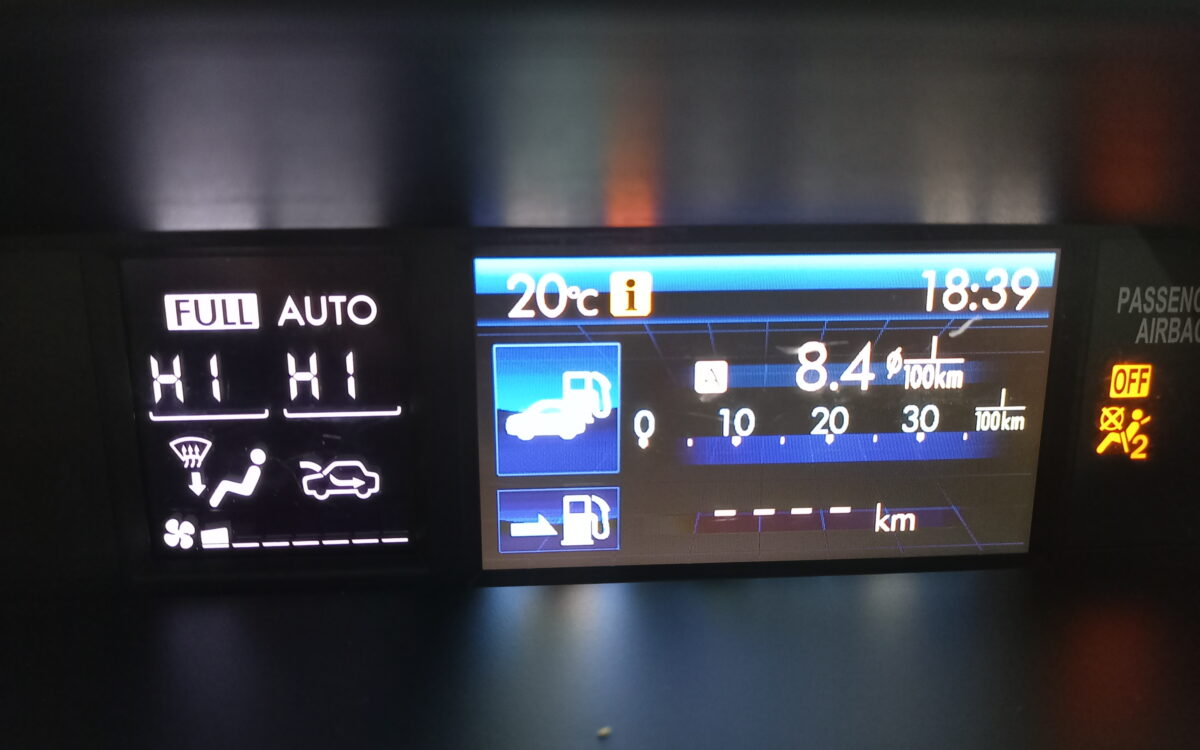 FULL AUTO
HI HI
20°C i 18:39
A 8.4 ø l/100km
0 10 20 30 l/100km
---- km
PASSENG
AIRBAG
OFF
2